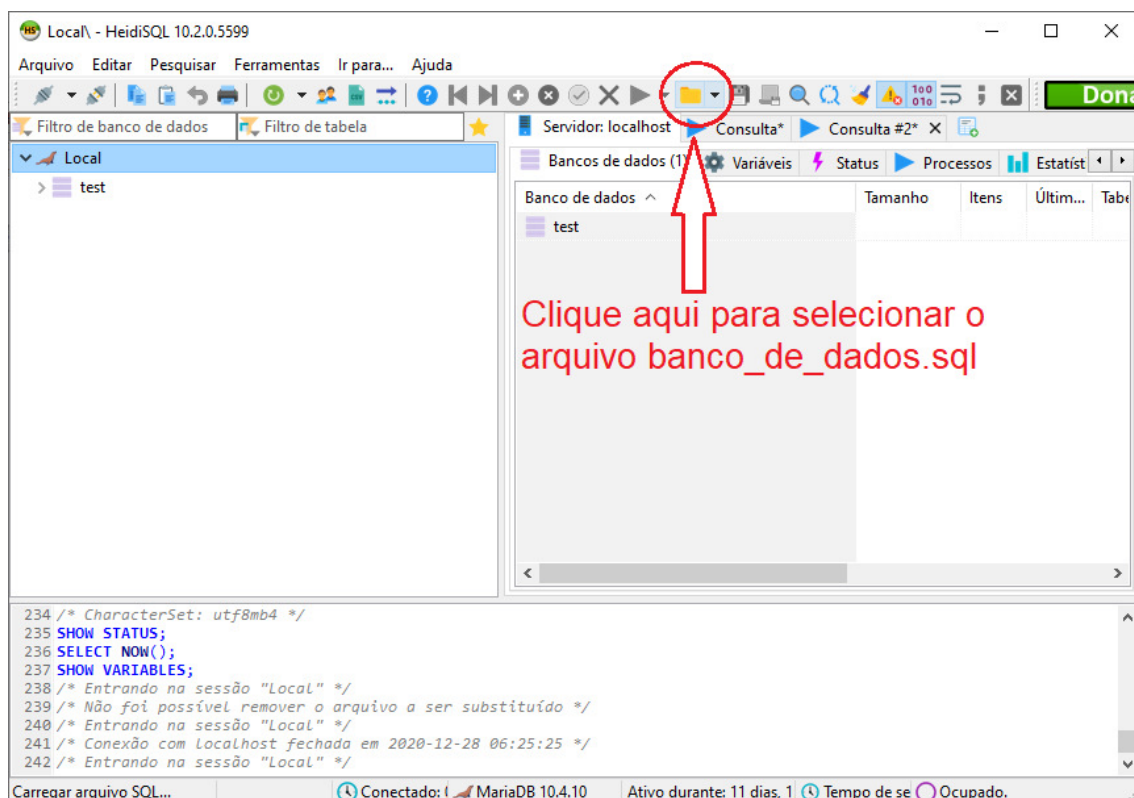 Local\ - HeidiSQL 10.2.0.5599
Arquivo Editar Pesquisar Ferramentas Ir para... Ajuda
Dona
Filtro de banco de dados Filtro de tabela
Servidor: localhost Consulta* Consulta #2*
Local
test
Bancos de dados (1) Variáveis Status Processos Estatíst
Banco de dados Tamanho Itens Últim... Tabe
test
Clique aqui para selecionar o
arquivo banco_de_dados.sql
234 /* CharacterSet: utf8mb4 */
235 SHOW STATUS;
236 SELECT NOW();
237 SHOW VARIABLES;
238 /* Entrando na sessão "Local" */
239 /* Não foi possível remover o arquivo a ser substituído */
240 /* Entrando na sessão "Local" */
241 /* Conexão com localhost fechada em 2020-12-28 06:25:25 */
242 /* Entrando na sessão "Local" */
Carregar arquivo SQL... Conectado: ( MariaDB 10.4.10 Ativo durante: 11 dias, 1 Tempo de se Ocupado.